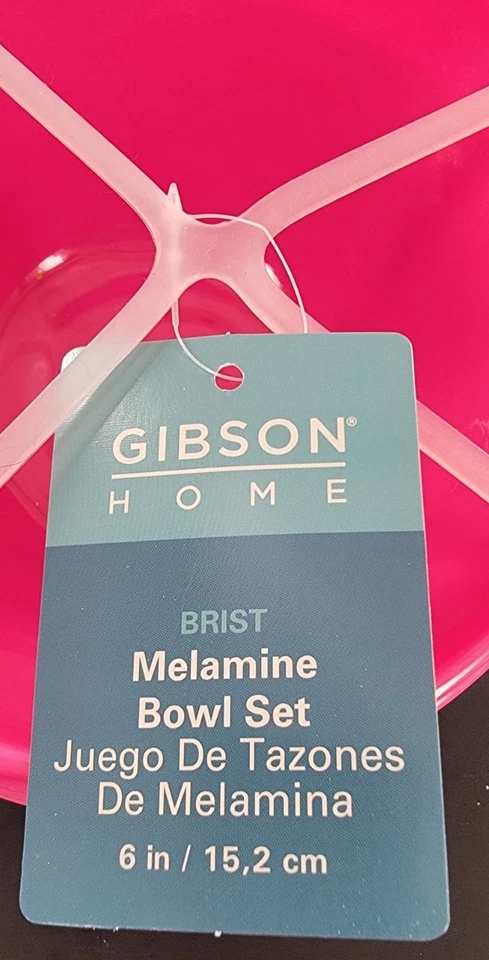 GIBSON®
HOME
BRIST
Melamine
Bowl Set
Juego De Tazones
De Melamina
6 in / 15,2 cm